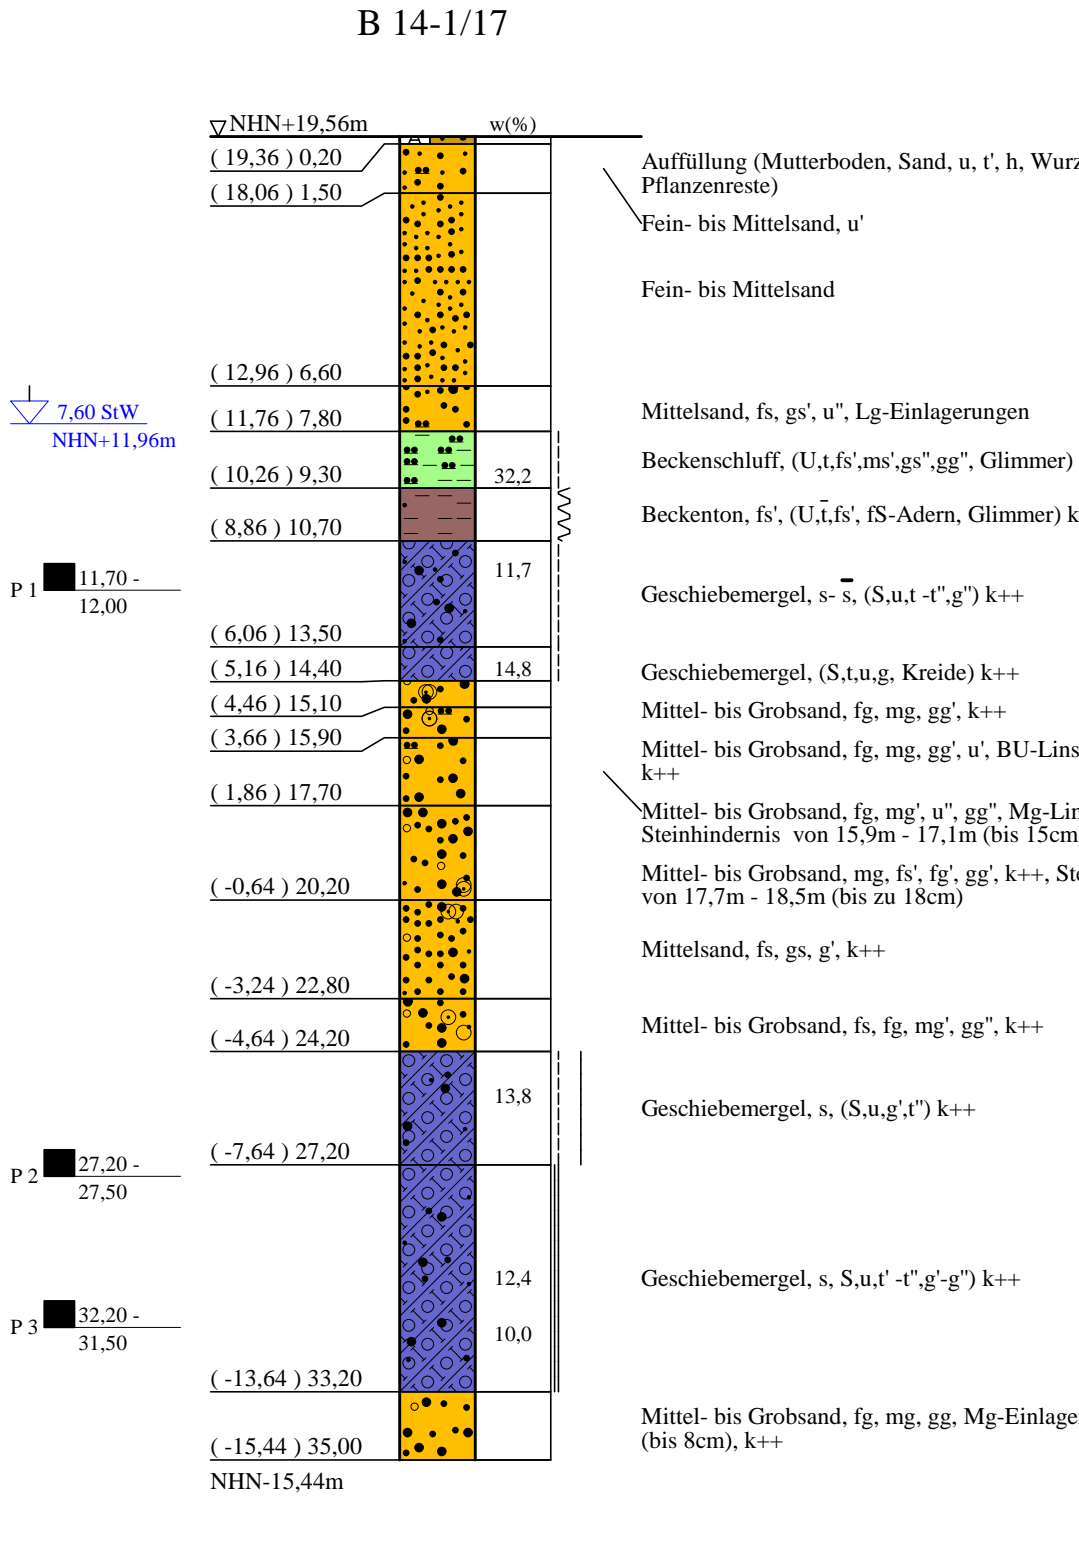 B 14-1/17
NHN+19,56m
w(%)
( 19,36 ) 0,20
Auffüllung (Mutterboden, Sand, u, t', h, Wurz
Pflanzenreste)
( 18,06 ) 1,50
Fein- bis Mittelsand, u'
Fein- bis Mittelsand
( 12,96 ) 6,60
7,60 StW
NHN+11,96m
( 11,76 ) 7,80
Mittelsand, fs, gs', u'', Lg-Einlagerungen
( 10,26 ) 9,30
32,2
Beckenschluff, (U,t,fs',ms',gs'',gg'', Glimmer)
( 8,86 ) 10,70
Beckenton, fs', (U,t̄,fs', fS-Adern, Glimmer) k
P 1
11,70 -
12,00
11,7
Geschiebemergel, s- s̄, (S,u,t -t'',g'') k++
( 6,06 ) 13,50
( 5,16 ) 14,40
14,8
Geschiebemergel, (S,t,u,g, Kreide) k++
( 4,46 ) 15,10
Mittel- bis Grobsand, fg, mg, gg', k++
( 3,66 ) 15,90
Mittel- bis Grobsand, fg, mg, gg', u', BU-Lins
k++
( 1,86 ) 17,70
Mittel- bis Grobsand, fg, mg', u'', gg'', Mg-Lin
Steinhindernis von 15,9m - 17,1m (bis 15cm
( -0,64 ) 20,20
Mittel- bis Grobsand, mg, fs', fg', gg', k++, Ste
von 17,7m - 18,5m (bis zu 18cm)
Mittelsand, fs, gs, g', k++
( -3,24 ) 22,80
( -4,64 ) 24,20
Mittel- bis Grobsand, fs, fg, mg', gg'', k++
13,8
Geschiebemergel, s, (S,u,g',t'') k++
( -7,64 ) 27,20
P 2
27,20 -
27,50
12,4
Geschiebemergel, s, S,u,t' -t'',g'-g'') k++
P 3
32,20 -
31,50
10,0
( -13,64 ) 33,20
Mittel- bis Grobsand, fg, mg, gg, Mg-Einlage
(bis 8cm), k++
( -15,44 ) 35,00
NHN-15,44m